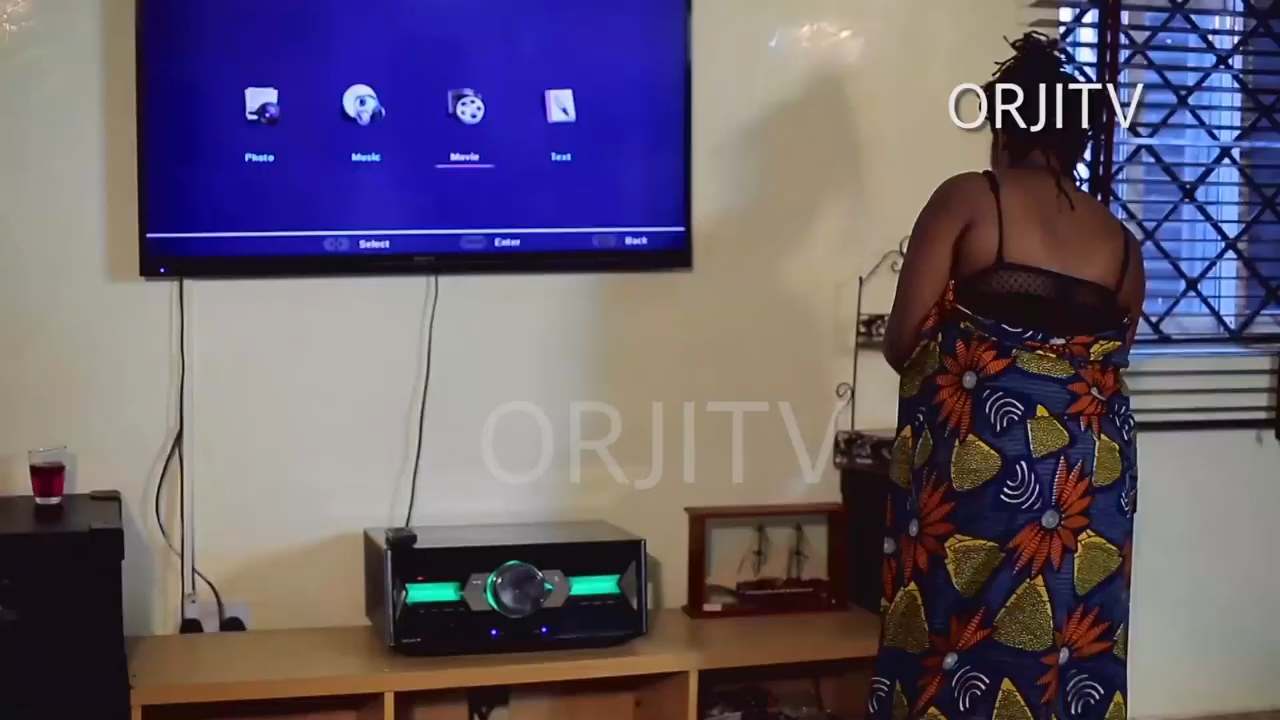 ORJITV
Photo
Music
Movie
Text
Select
Enter
Back
ORJITV